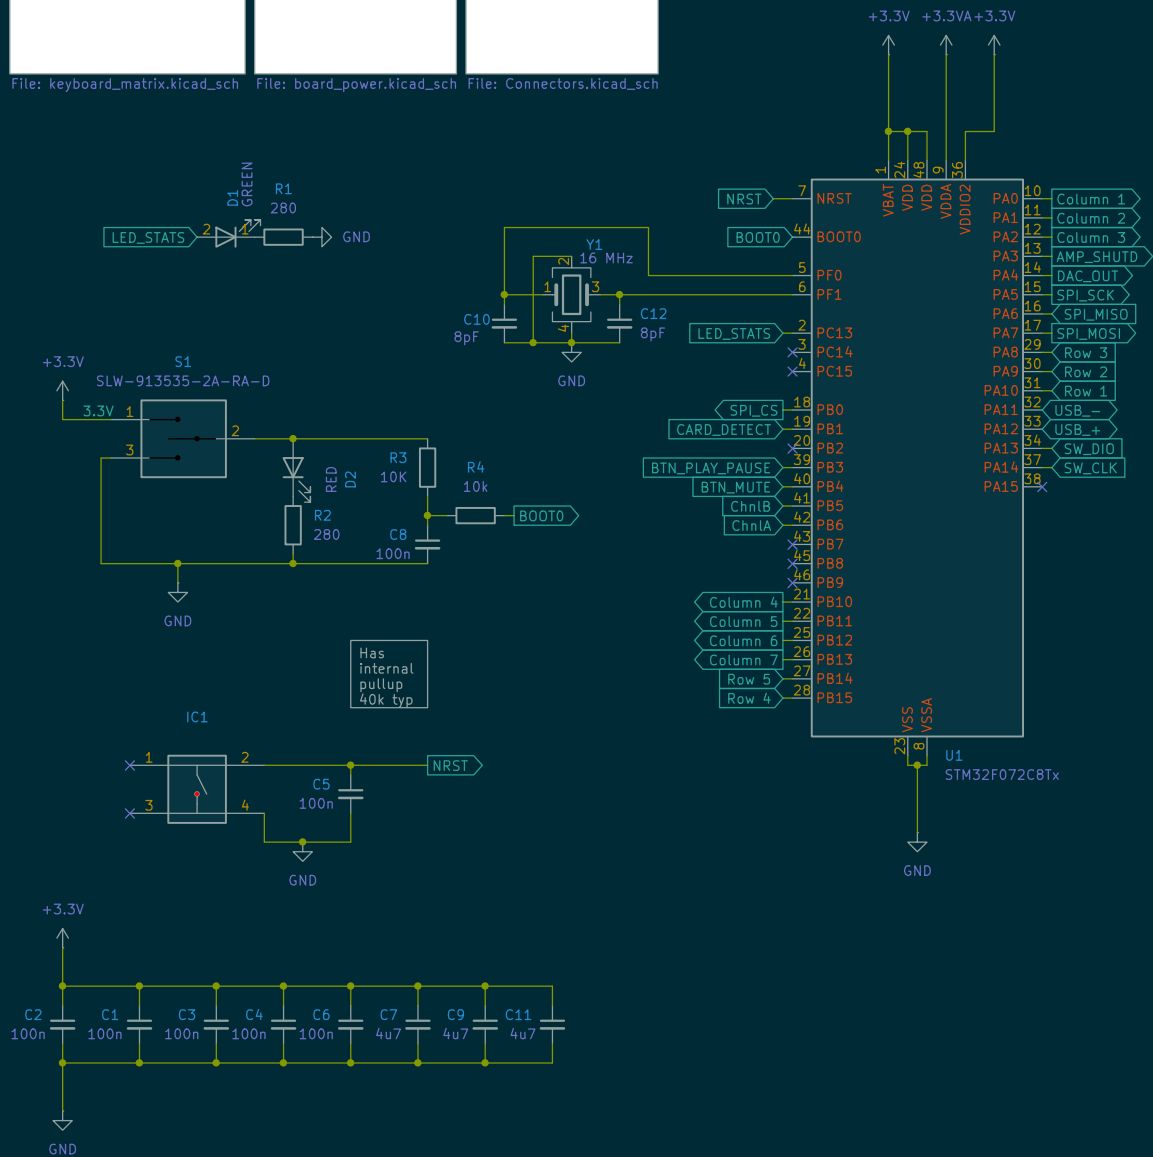 +3.3V
+3.3VA
+3.3V
File: keyboard_matrix.kicad_sch
File: board_power.kicad_sch
File: Connectors.kicad_sch
D1
GREEN
R1
280
LED_STATS
2
1
GND
Y1
16 MHz
2
1
3
4
C10
8pF
C12
8pF
GND
+3.3V
S1
SLW-913535-2A-RA-D
3.3V
1
2
3
RED
D2
R2
280
R3
10K
R4
10k
BOOT0
C8
100n
GND
Has
internal
pullup
40k typ
IC1
1
2
3
4
NRST
C5
100n
GND
+3.3V
C2
100n
C1
100n
C3
100n
C4
100n
C6
100n
C7
4u7
C9
4u7
C11
4u7
GND
1
24
48
9
36
VBAT
VDD
VDD
VDDA
VDDIO2
NRST 7 NRST
BOOT0 44 BOOT0
5 PF0
6 PF1
LED_STATS 2 PC13
3 PC14
4 PC15
SPI_CS 18 PB0
CARD_DETECT 19 PB1
20 PB2
BTN_PLAY_PAUSE 39 PB3
BTN_MUTE 40 PB4
ChnlB 41 PB5
ChnlA 42 PB6
43 PB7
45 PB8
46 PB9
Column 4 21 PB10
Column 5 22 PB11
Column 6 25 PB12
Column 7 26 PB13
Row 5 27 PB14
Row 4 28 PB15
PA0 10 Column 1
PA1 11 Column 2
PA2 12 Column 3
PA3 13 AMP_SHUTD
PA4 14 DAC_OUT
PA5 15 SPI_SCK
PA6 16 SPI_MISO
PA7 17 SPI_MOSI
PA8 29 Row 3
PA9 30 Row 2
PA10 31 Row 1
PA11 32 USB_-
PA12 33 USB_+
PA13 34 SW_DIO
PA14 37 SW_CLK
PA15 38
VSS
VSSA
23
8
U1
STM32F072C8Tx
GND